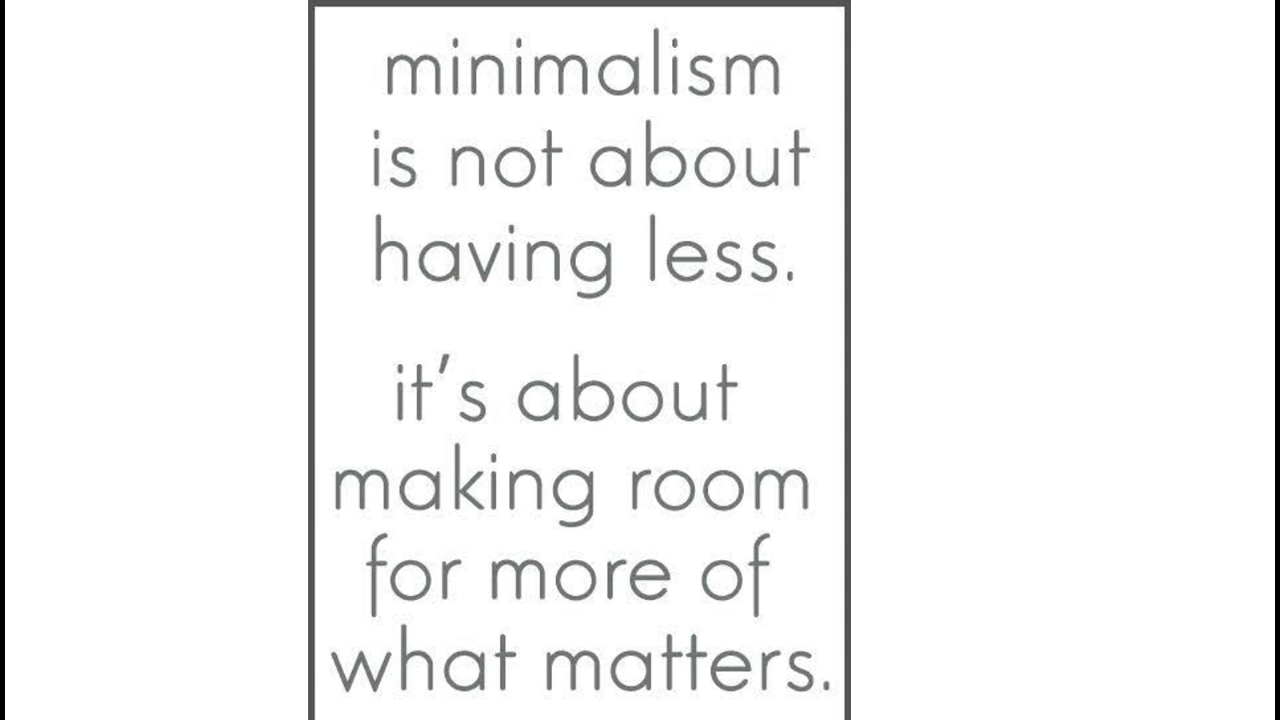 minimalism
is not about
having less.
it's about
making room
for more of
what matters.